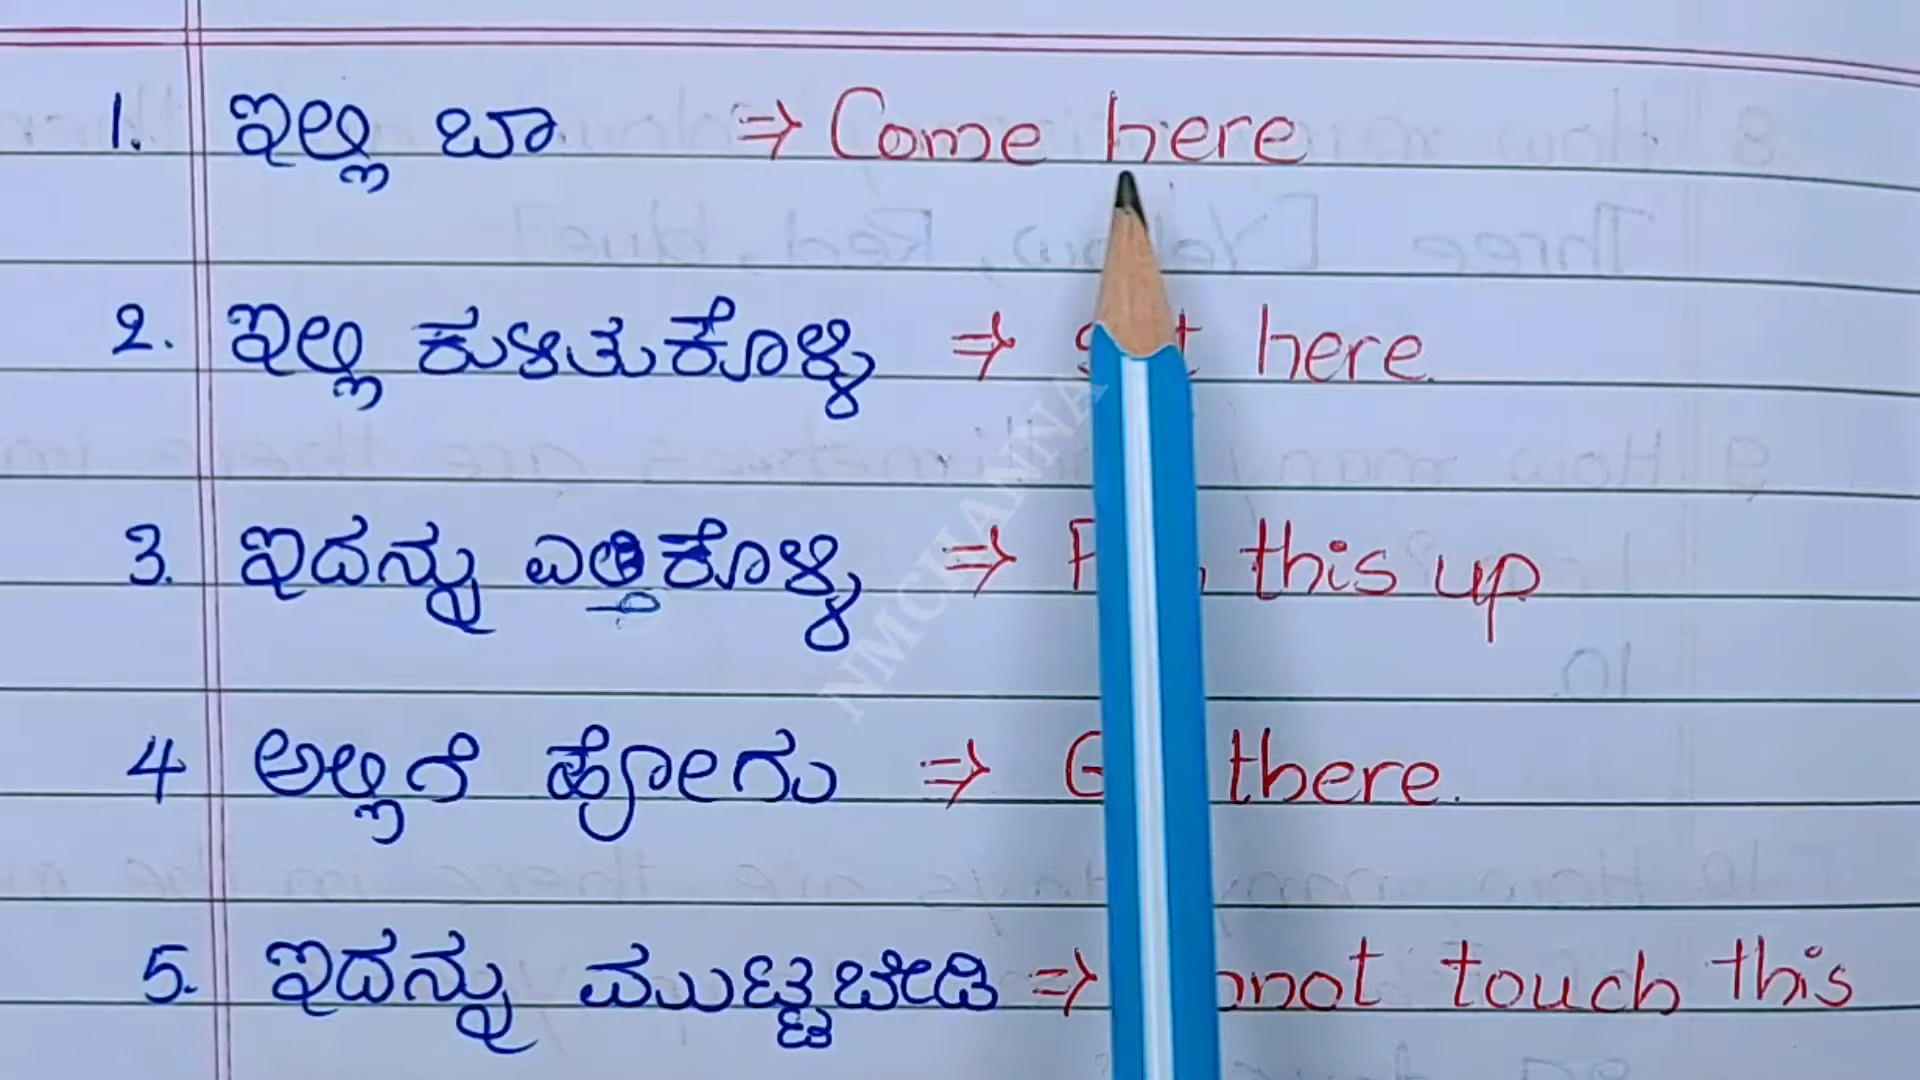 1. ಇಲ್ಲಿ ಬಾ ⇒ Come here
2. ಇಲ್ಲಿ ಕುಳಿತುಕೊಳ್ಳಿ ⇒ here.
3. ಇದನ್ನು ಎತ್ತಿಕೊಳ್ಳಿ ⇒ this up
4 ಅಲ್ಲಿಗೆ ಹೋಗು ⇒ there.
5. ಇದನ್ನು ಮುಟ್ಟಬೇಡಿ ⇒ touch this
NMCHANNA